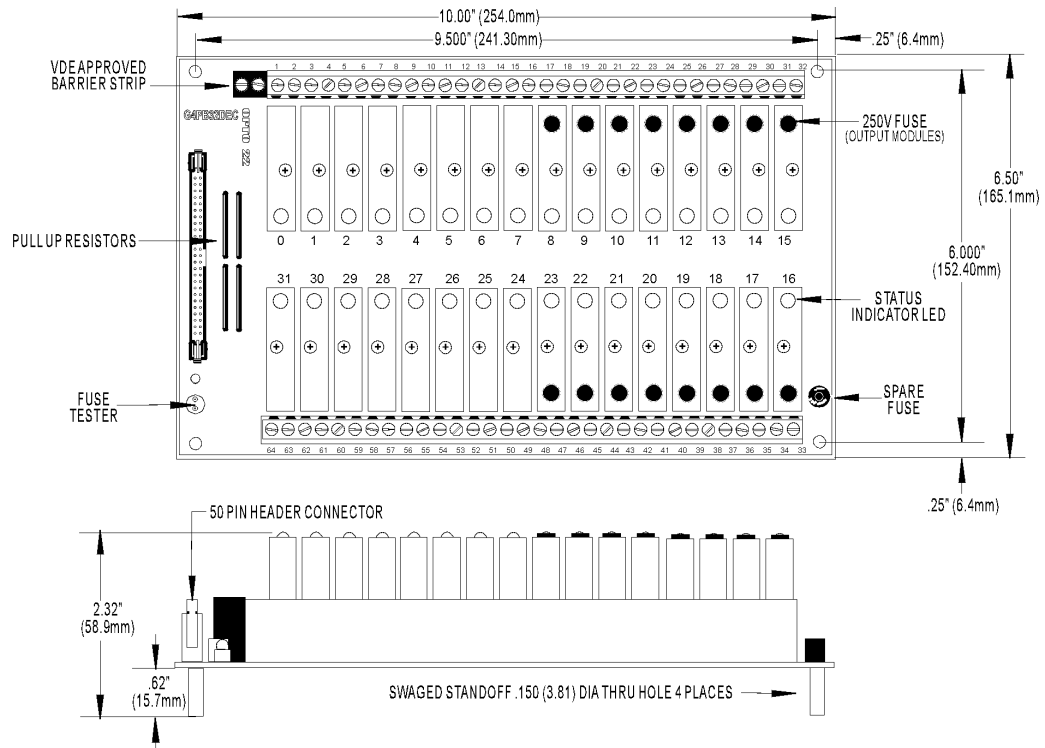 10.00" (254.0mm)
9.500" (241.30mm)
.25" (6.4mm)
VDE APPROVED
BARRIER STRIP
1 2 3 4 5 6 7 8 9 10 11 12 13 14 15 16 17 18 19 20 21 22 23 24 25 26 27 28 29 30 31 32
G4PB32DEC
OPTO 22
250V FUSE
(OUTPUT MODULES)
6.50"
(165.1mm)
PULL UP RESISTORS
0 1 2 3 4 5 6 7 8 9 10 11 12 13 14 15
6.000"
(152.40mm)
31 30 29 28 27 26 25 24 23 22 21 20 19 18 17 16
STATUS
INDICATOR LED
FUSE
TESTER
SPARE
FUSE
64 63 62 61 60 59 58 57 56 55 54 53 52 51 50 49 48 47 46 45 44 43 42 41 40 39 38 37 36 35 34 33
.25" (6.4mm)
50 PIN HEADER CONNECTOR
2.32"
(58.9mm)
.62"
(15.7mm)
SWAGED STANDOFF .150 (3.81) DIA THRU HOLE 4 PLACES